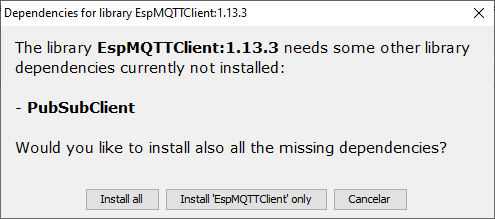 Dependencies for library EspMQTTClient:1.13.3
The library EspMQTTClient:1.13.3 needs some other library
dependencies currently not installed:
- PubSubClient
Would you like to install also all the missing dependencies?
Install all
Install 'EspMQTTClient' only
Cancelar